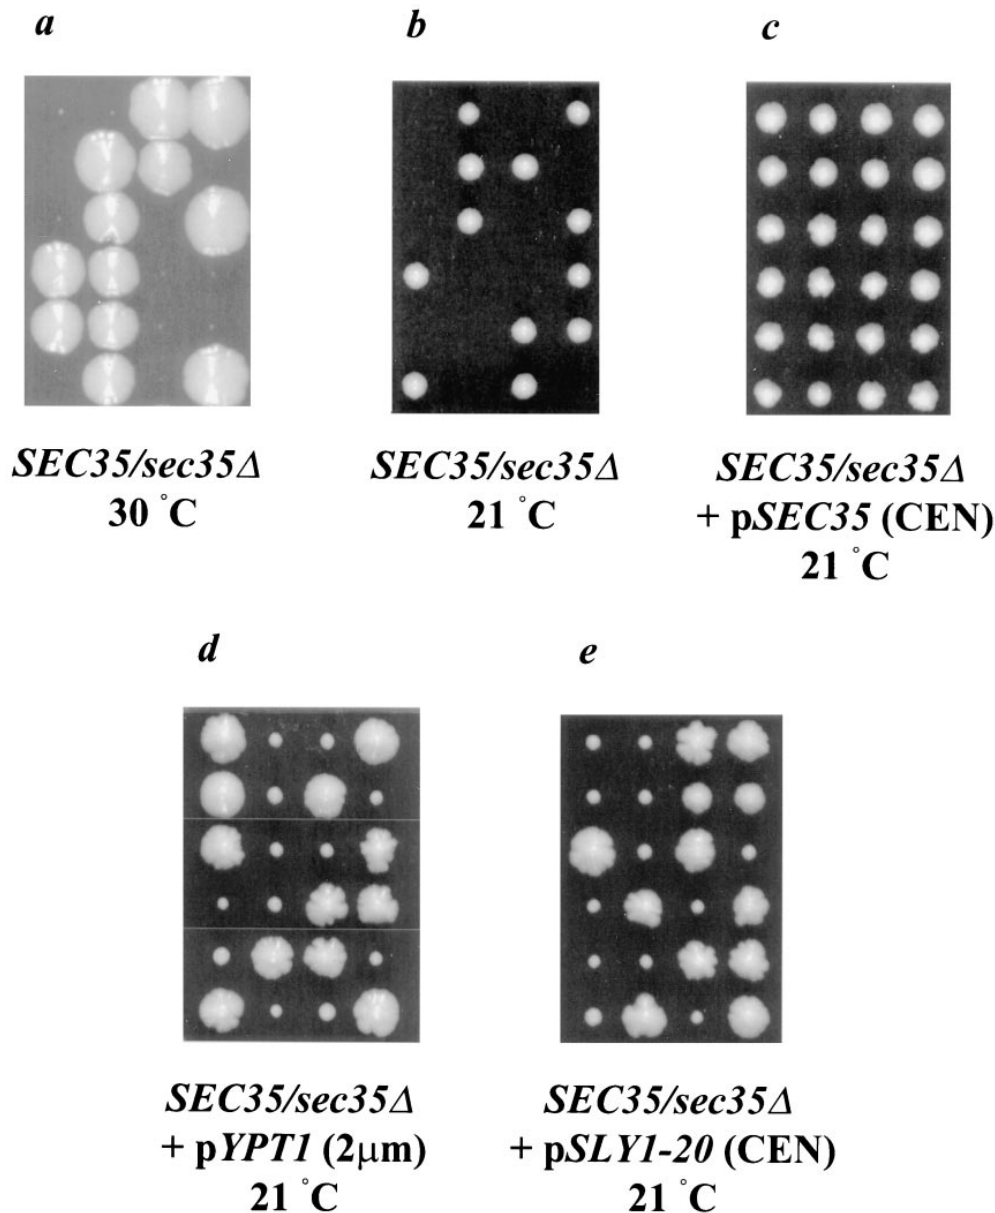 a
b
c
SEC35/sec35Δ
30 °C
SEC35/sec35Δ
21 °C
SEC35/sec35Δ
+ pSEC35 (CEN)
21 °C
d
e
SEC35/sec35Δ
+ pYPT1 (2μm)
21 °C
SEC35/sec35Δ
+ pSLY1-20 (CEN)
21 °C